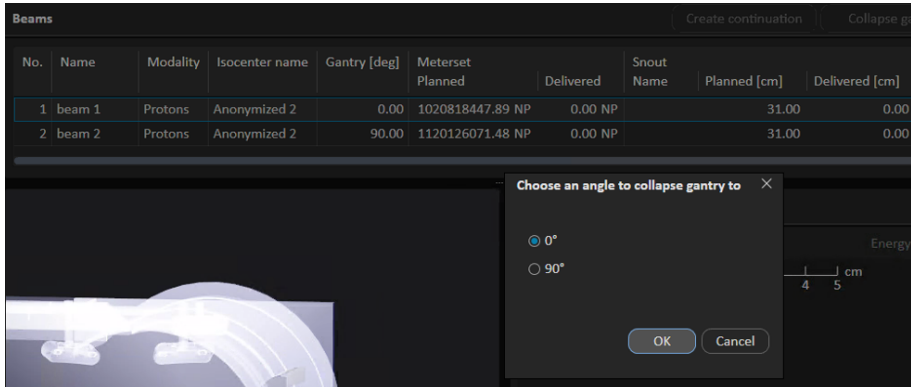 Beams
Create continuation
No. Name Modality Isocenter name Gantry [deg] Meterset Planned Delivered Snout Name Planned [cm] Delivered [cm]
1 beam 1 Protons Anonymized 2 0.00 1020818447.89 NP 0.00 NP 31.00 0.00
2 beam 2 Protons Anonymized 2 90.00 1120126071.48 NP 0.00 NP 31.00 0.00
Choose an angle to collapse gantry to
0°
90°
OK Cancel
Energy
cm
4 5